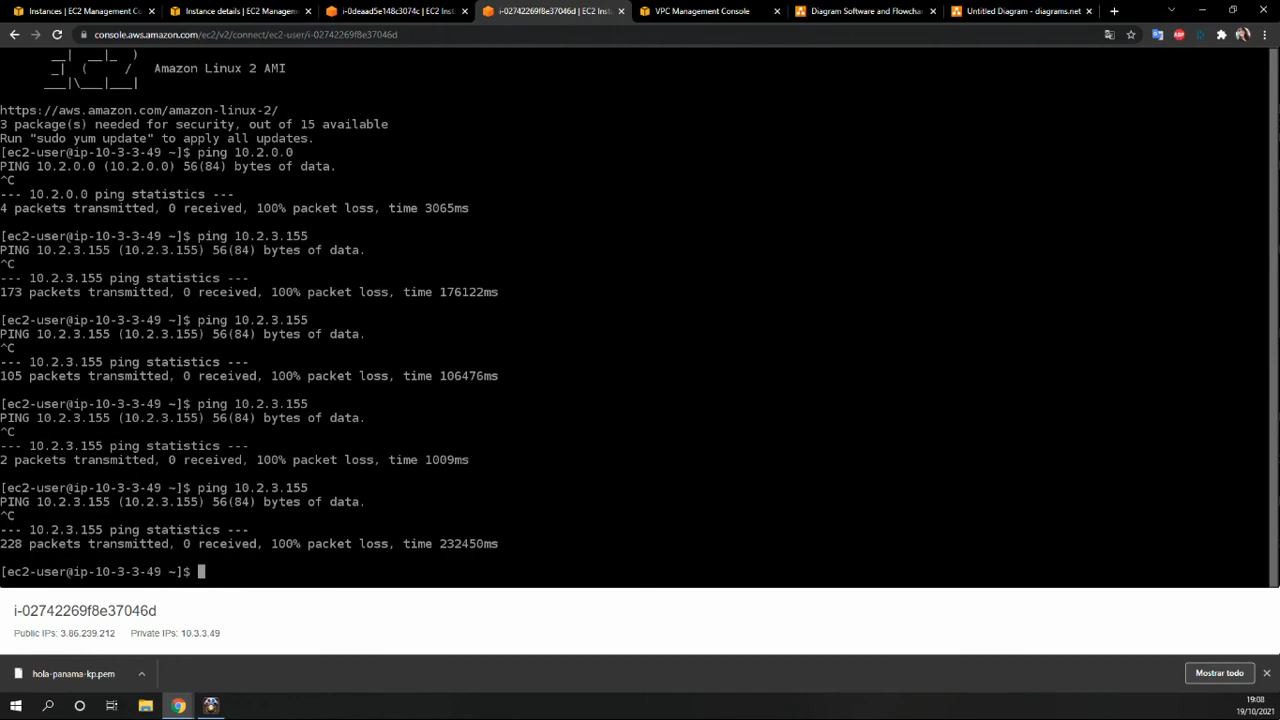 Instances | EC2 Management Co
Instance details | EC2 Manageme
i-0deaad5e148c3074c | EC2 Inst
i-02742269f8e37046d | EC2 Insta
VPC Management Console
Diagram Software and Flowchar
Untitled Diagram - diagrams.net
console.aws.amazon.com/ec2/v2/connect/ec2-user/i-02742269f8e37046d
__| __|_ )
_| ( / Amazon Linux 2 AMI
___|\___|___|
https://aws.amazon.com/amazon-linux-2/
3 package(s) needed for security, out of 15 available
Run "sudo yum update" to apply all updates.
[ec2-user@ip-10-3-3-49 ~]$ ping 10.2.0.0
PING 10.2.0.0 (10.2.0.0) 56(84) bytes of data.
^C
--- 10.2.0.0 ping statistics ---
4 packets transmitted, 0 received, 100% packet loss, time 3065ms
[ec2-user@ip-10-3-3-49 ~]$ ping 10.2.3.155
PING 10.2.3.155 (10.2.3.155) 56(84) bytes of data.
^C
--- 10.2.3.155 ping statistics ---
173 packets transmitted, 0 received, 100% packet loss, time 176122ms
[ec2-user@ip-10-3-3-49 ~]$ ping 10.2.3.155
PING 10.2.3.155 (10.2.3.155) 56(84) bytes of data.
^C
--- 10.2.3.155 ping statistics ---
105 packets transmitted, 0 received, 100% packet loss, time 106476ms
[ec2-user@ip-10-3-3-49 ~]$ ping 10.2.3.155
PING 10.2.3.155 (10.2.3.155) 56(84) bytes of data.
^C
--- 10.2.3.155 ping statistics ---
2 packets transmitted, 0 received, 100% packet loss, time 1009ms
[ec2-user@ip-10-3-3-49 ~]$ ping 10.2.3.155
PING 10.2.3.155 (10.2.3.155) 56(84) bytes of data.
^C
--- 10.2.3.155 ping statistics ---
228 packets transmitted, 0 received, 100% packet loss, time 232450ms
[ec2-user@ip-10-3-3-49 ~]$
i-02742269f8e37046d
Public IPs: 3.86.239.212 Private IPs: 10.3.3.49
hola-panama-kp.pem
Mostrar todo
19:08
19/10/2021